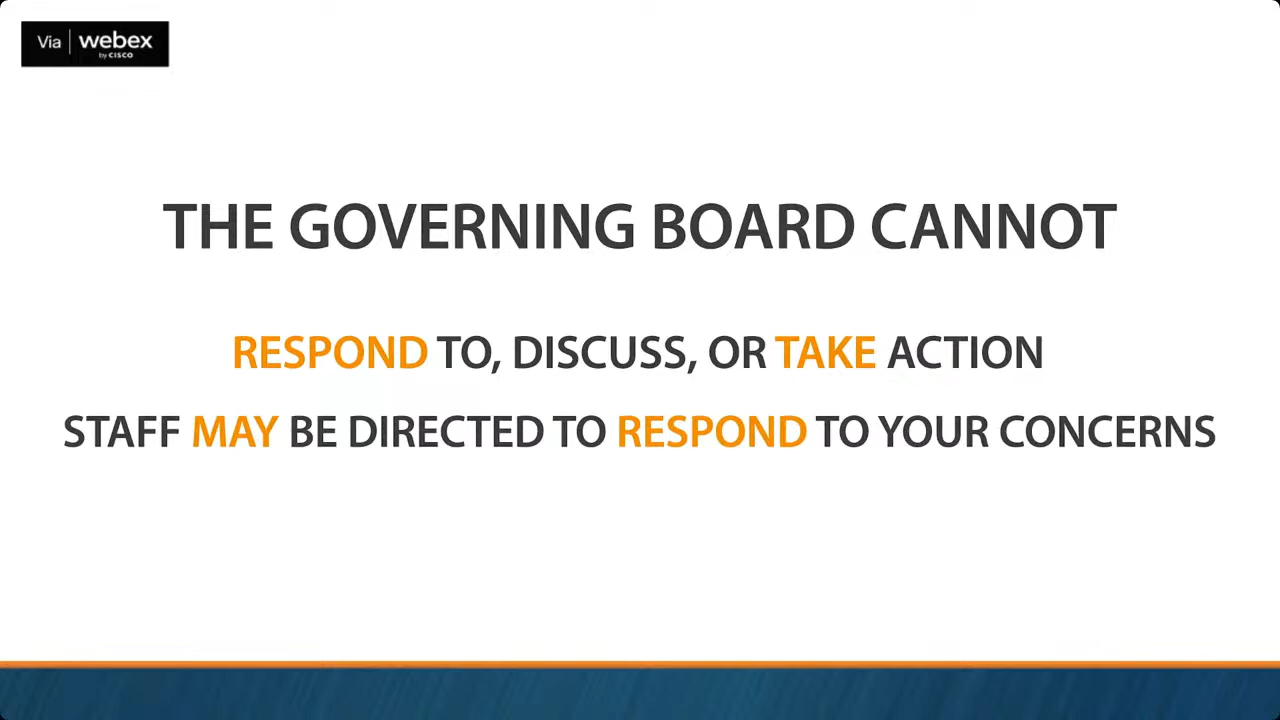 Via | webex
by CISCO
THE GOVERNING BOARD CANNOT
RESPOND TO, DISCUSS, OR TAKE ACTION
STAFF MAY BE DIRECTED TO RESPOND TO YOUR CONCERNS